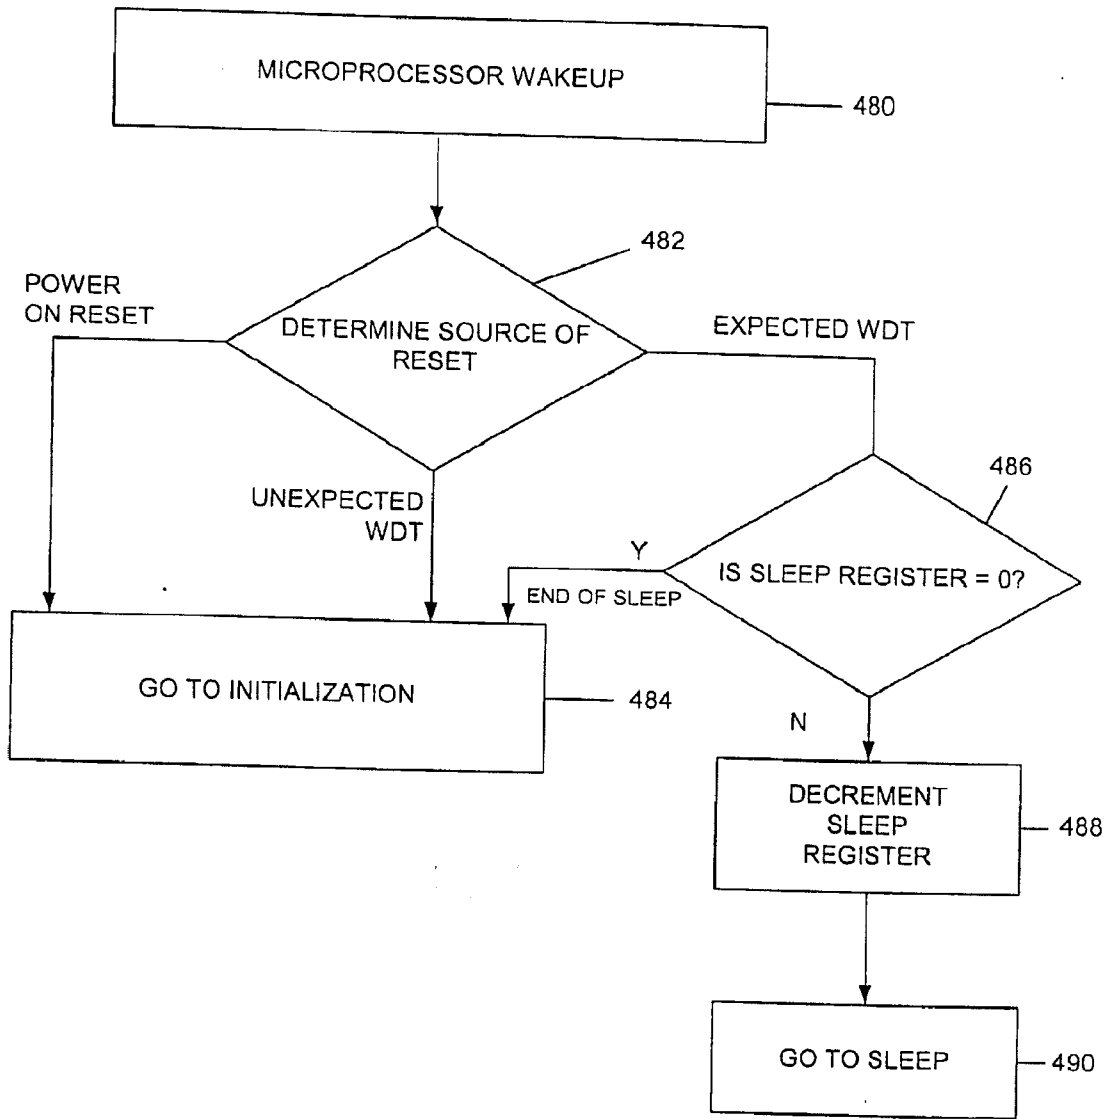 MICROPROCESSOR WAKEUP
480
482
POWER
ON RESET
DETERMINE SOURCE OF
RESET
EXPECTED WDT
486
UNEXPECTED
WDT
Y
IS SLEEP REGISTER = 0?
END OF SLEEP
GO TO INITIALIZATION
484
N
DECREMENT
SLEEP
REGISTER
488
GO TO SLEEP
490